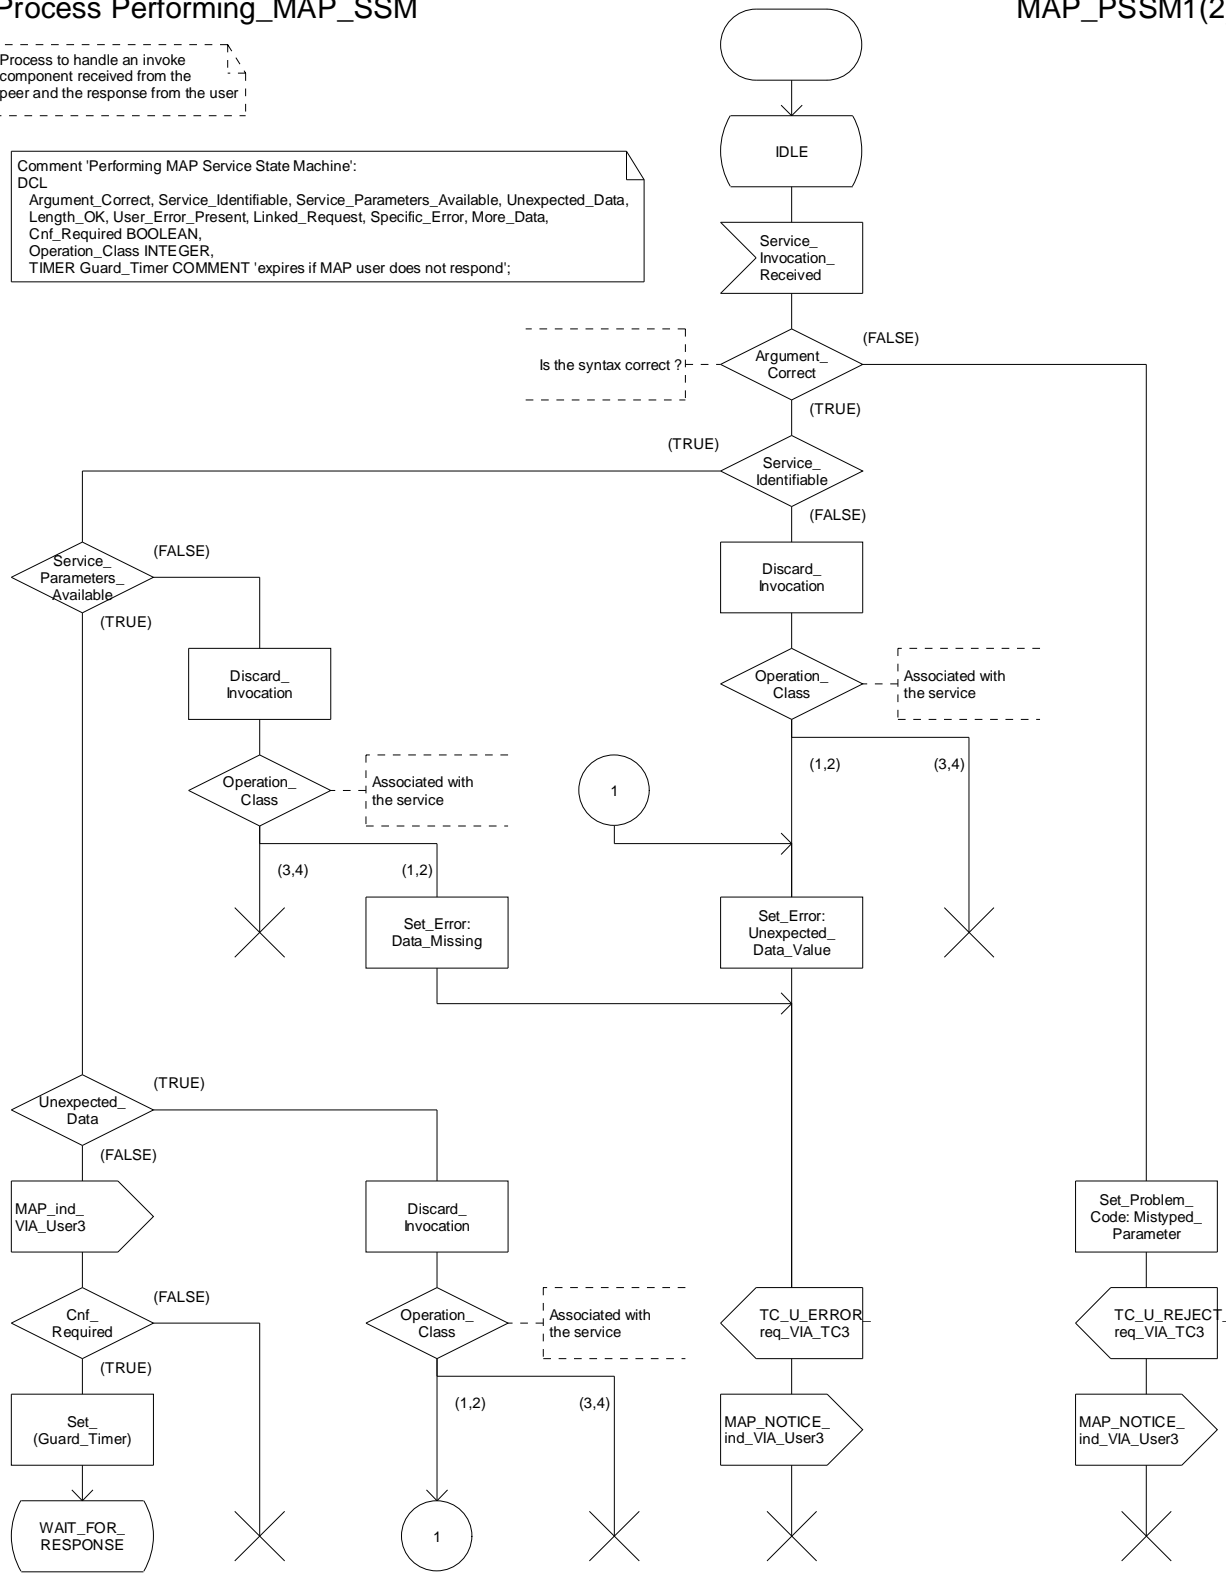 Process Performing_MAP_SSM
MAP_PSSM1(2
Process to handle an invoke
component received from the
peer and the response from the user
Comment 'Performing MAP Service State Machine':
DCL
Argument_Correct, Service_Identifiable, Service_Parameters_Available, Unexpected_Data,
Length_OK, User_Error_Present, Linked_Request, Specific_Error, More_Data,
Cnf_Required BOOLEAN,
Operation_Class INTEGER,
TIMER Guard_Timer COMMENT 'expires if MAP user does not respond';
IDLE
Service_
Invocation_
Received
Is the syntax correct ?
Argument_
Correct
(FALSE)
(TRUE)
(TRUE)
Service_
Identifiable
(FALSE)
Service_
Parameters_
Available
(FALSE)
(TRUE)
Discard_
Invocation
Discard_
Invocation
Operation_
Class
Associated with
the service
(1,2)
(3,4)
Operation_
Class
Associated with
the service
1
(3,4)
(1,2)
Set_Error:
Data_Missing
Set_Error:
Unexpected_
Data_Value
Unexpected_
Data
(TRUE)
(FALSE)
MAP_ind_
VIA_User3
Discard_
Invocation
Set_Problem_
Code: Mistyped_
Parameter
Cnf_
Required
(FALSE)
(TRUE)
Operation_
Class
Associated with
the service
TC_U_ERROR_
req_VIA_TC3
TC_U_REJECT_
req_VIA_TC3
(1,2)
(3,4)
Set_
(Guard_Timer)
MAP_NOTICE_
ind_VIA_User3
MAP_NOTICE_
ind_VIA_User3
WAIT_FOR_
RESPONSE
1